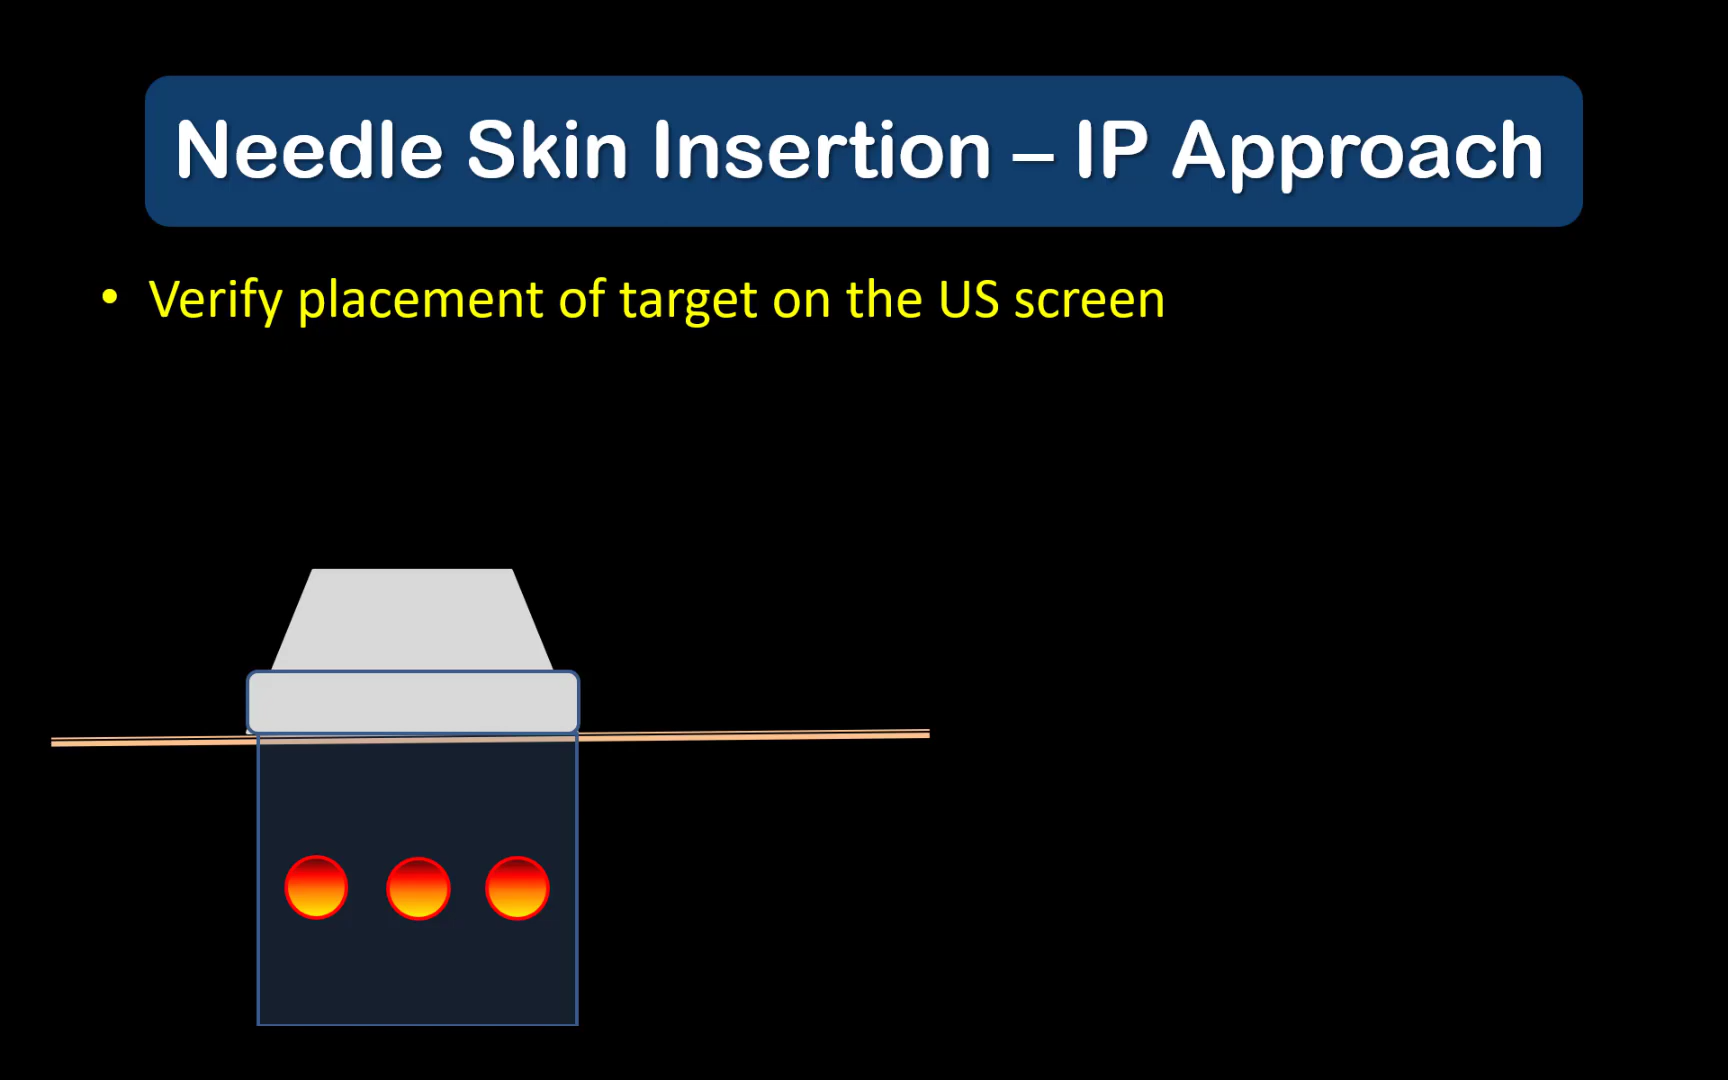 Needle Skin Insertion – IP Approach
• Verify placement of target on the US screen